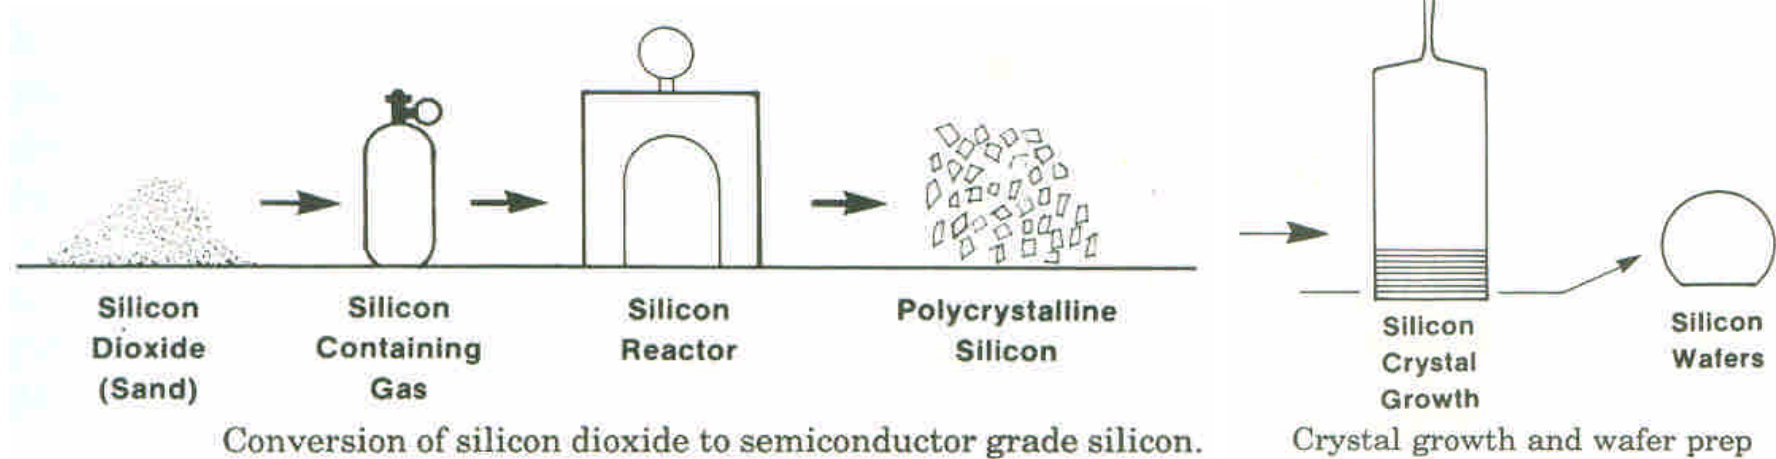 Silicon
Dioxide
(Sand)
Silicon
Containing
Gas
Silicon
Reactor
Polycrystalline
Silicon
Conversion of silicon dioxide to semiconductor grade silicon.
Silicon
Crystal
Growth
Silicon
Wafers
Crystal growth and wafer prep